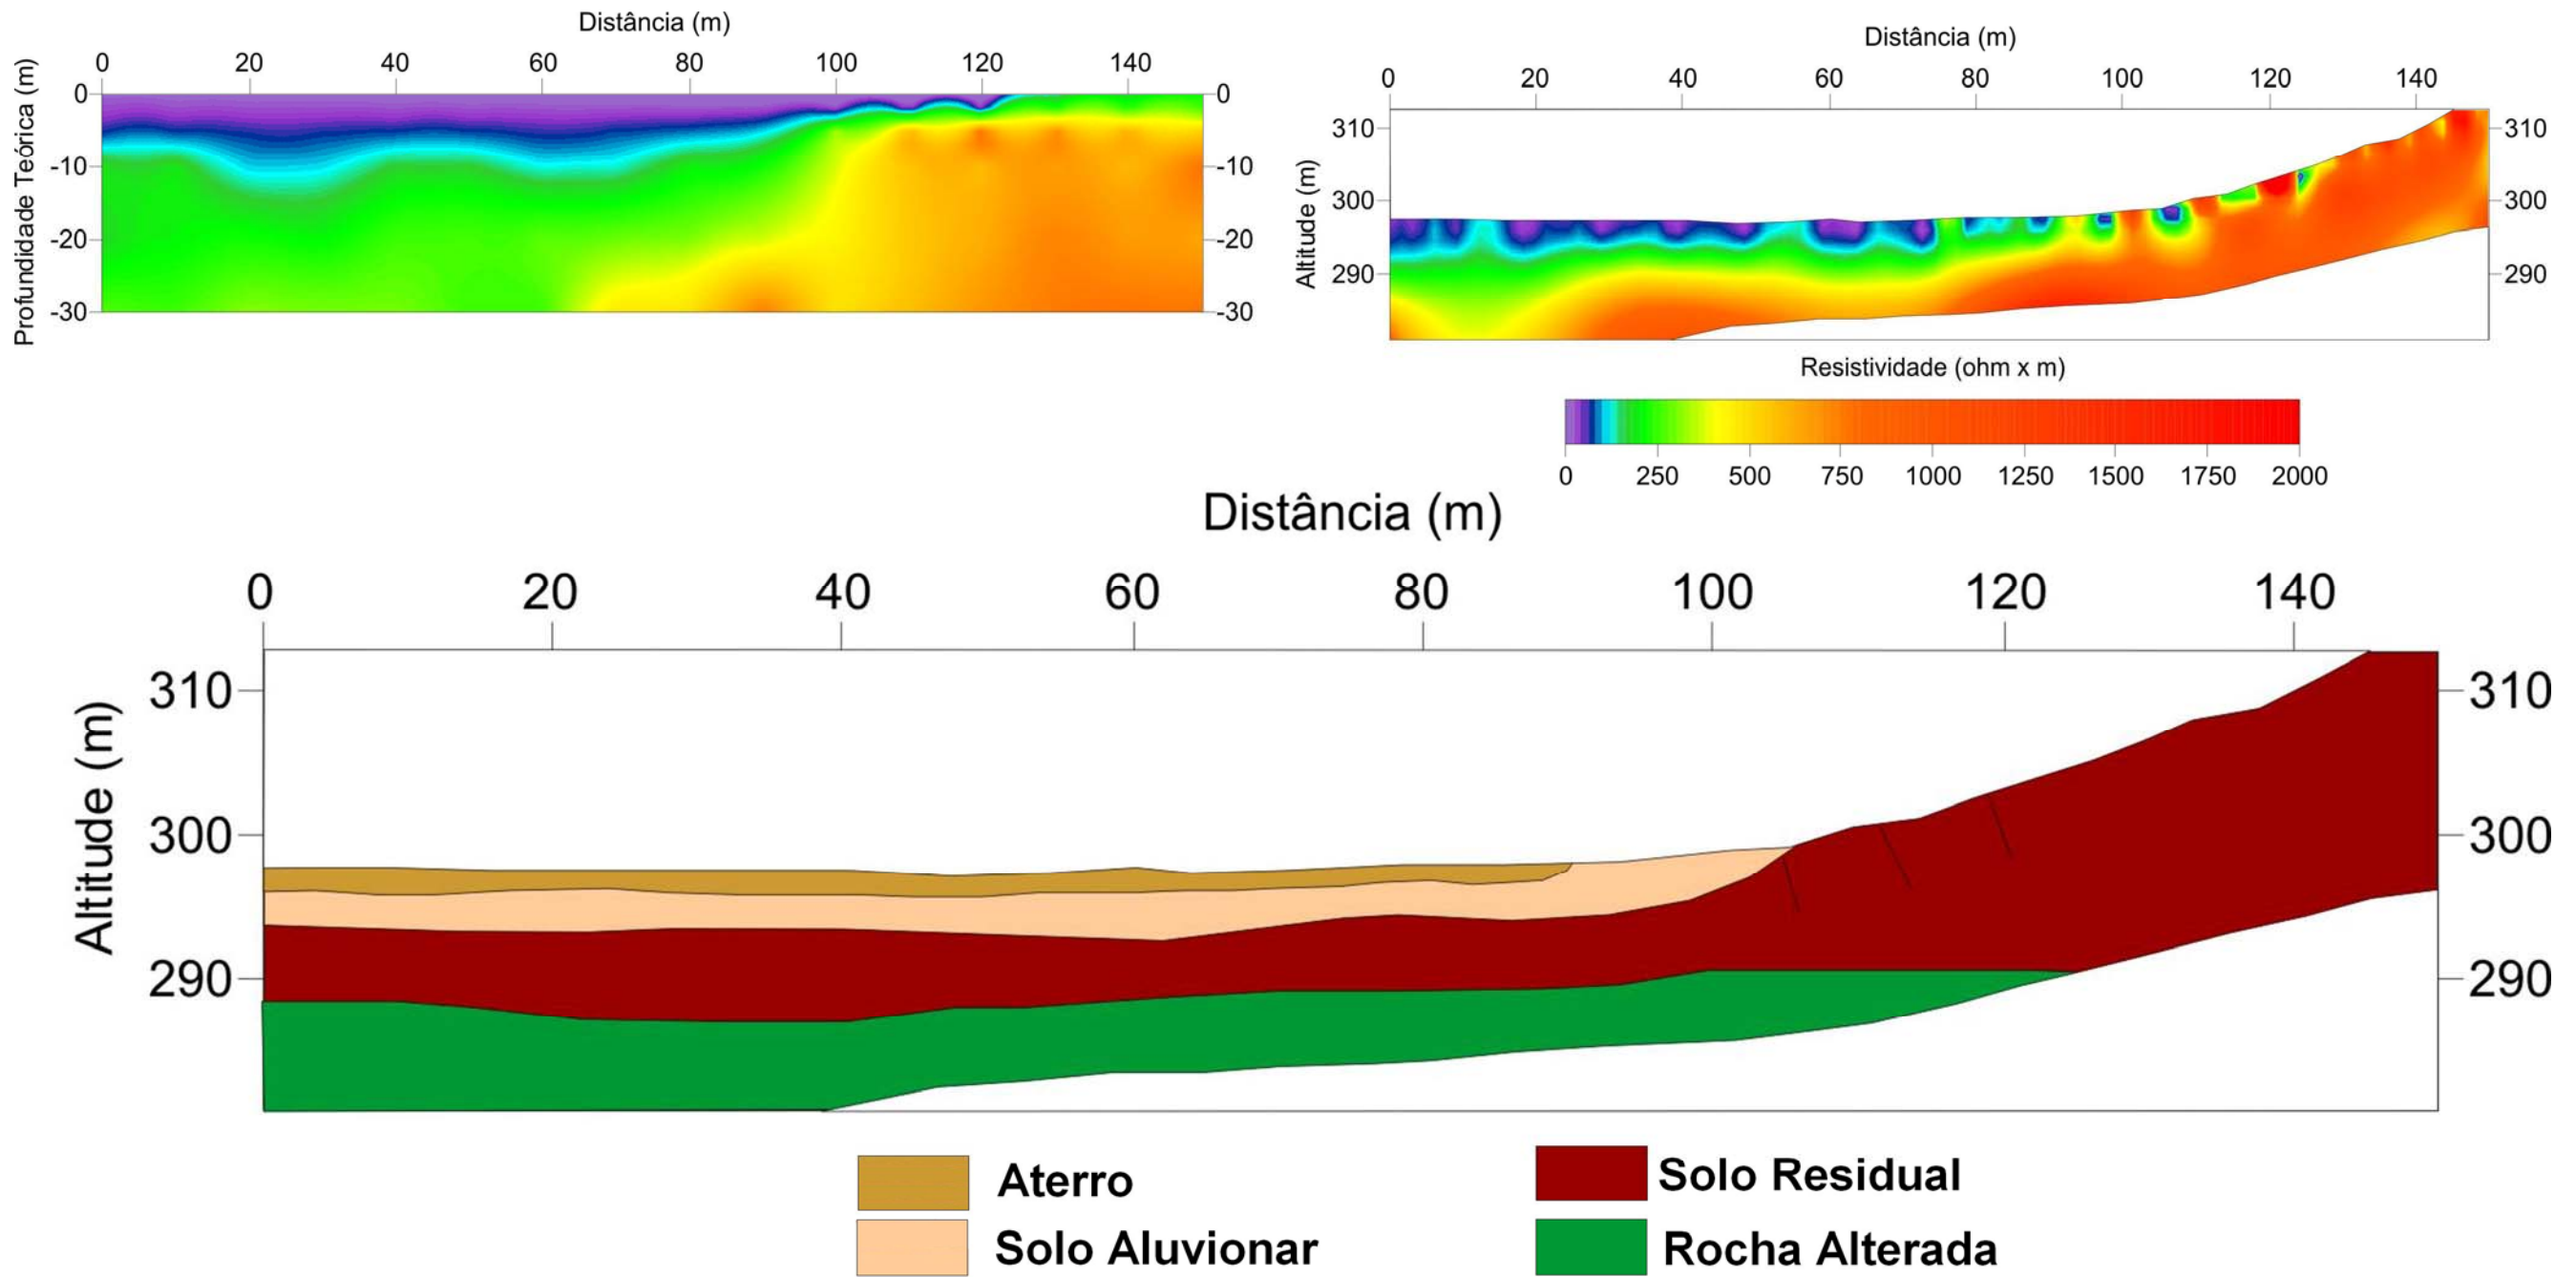 Distância (m)
0 20 40 60 80 100 120 140
Profundidade Teórica (m)
0 0
-10 -10
-20 -20
-30 -30
Distância (m)
0 20 40 60 80 100 120 140
Altitude (m)
310 310
300 300
290 290
Resistividade (ohm x m)
0 250 500 750 1000 1250 1500 1750 2000
Distância (m)
0 20 40 60 80 100 120 140
Altitude (m)
310 310
300 300
290 290
Aterro
Solo Aluvionar
Solo Residual
Rocha Alterada